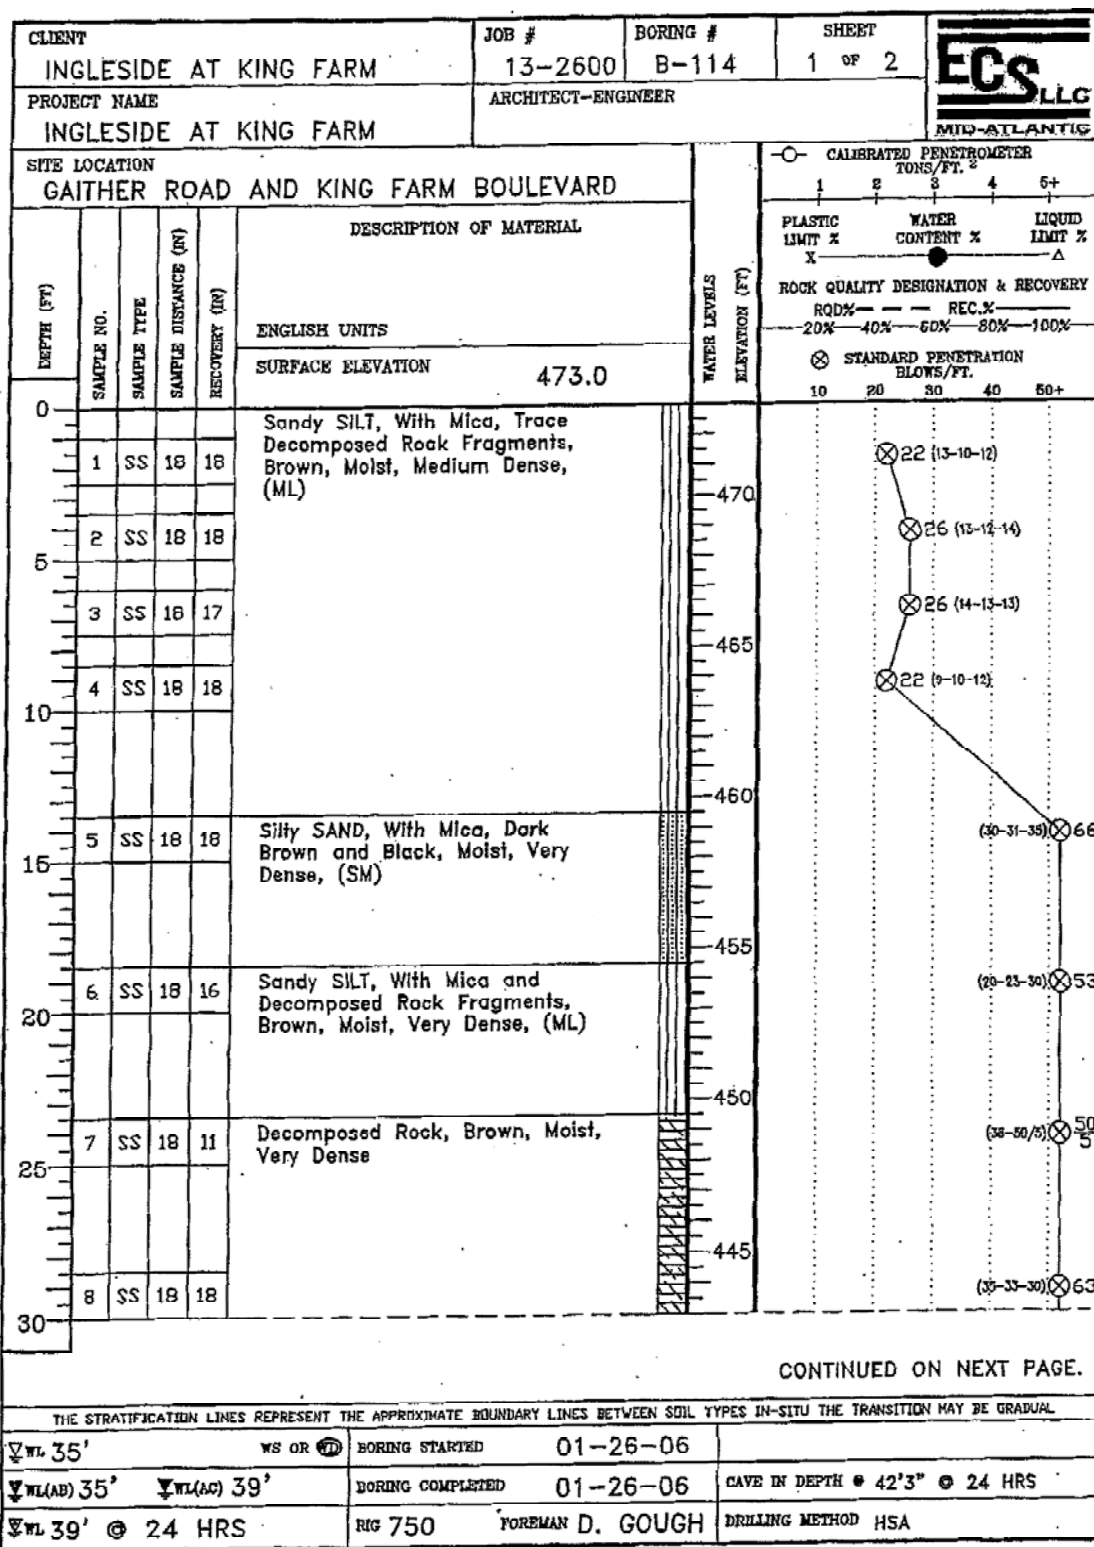 CLIENT
INGLESIDE AT KING FARM
JOB #
13-2600
BORING #
B-114
SHEET
1 OF 2
ECS LLC
MID-ATLANTIC
PROJECT NAME
INGLESIDE AT KING FARM
ARCHITECT-ENGINEER
SITE LOCATION
GAITHER ROAD AND KING FARM BOULEVARD
CALIBRATED PENETROMETER
TONS/FT. 2
1 2 3 4 5+
PLASTIC WATER LIQUID
LIMIT % CONTENT % LIMIT %
X
ROCK QUALITY DESIGNATION & RECOVERY
RQD% REC.%
20% 40% 60% 80% 100%
STANDARD PENETRATION
BLOWS/FT.
10 20 30 40 50+
DEPTH (FT)
SAMPLE NO.
SAMPLE TYPE
SAMPLE DISTANCE (IN)
RECOVERY (IN)
DESCRIPTION OF MATERIAL
ENGLISH UNITS
SURFACE ELEVATION 473.0
WATER LEVELS
ELEVATION (FT)
0
Sandy SILT, With Mica, Trace
Decomposed Rock Fragments,
Brown, Moist, Medium Dense,
(ML)
1 SS 18 18
22 (13-10-12)
470
2 SS 18 18
26 (13-12-14)
5
3 SS 18 17
26 (14-13-13)
465
4 SS 18 18
22 (9-10-12)
10
460
5 SS 18 18
Silty SAND, With Mica, Dark
Brown and Black, Moist, Very
Dense, (SM)
(30-31-35) 66
15
455
6 SS 18 16
Sandy SILT, With Mica and
Decomposed Rock Fragments,
Brown, Moist, Very Dense, (ML)
(20-23-30) 53
20
450
7 SS 18 11
Decomposed Rock, Brown, Moist,
Very Dense
(38-50/5) 50
5
25
445
8 SS 18 18
(35-33-30) 63
30
CONTINUED ON NEXT PAGE.
THE STRATIFICATION LINES REPRESENT THE APPROXIMATE BOUNDARY LINES BETWEEN SOIL TYPES IN-SITU THE TRANSITION MAY BE GRADUAL
WL 35' WS OR WD
BORING STARTED 01-26-06
WL(AB) 35' WL(AC) 39'
BORING COMPLETED 01-26-06
CAVE IN DEPTH @ 42'3" @ 24 HRS
WL 39' @ 24 HRS
RIG 750 FOREMAN D. GOUGH
DRILLING METHOD HSA